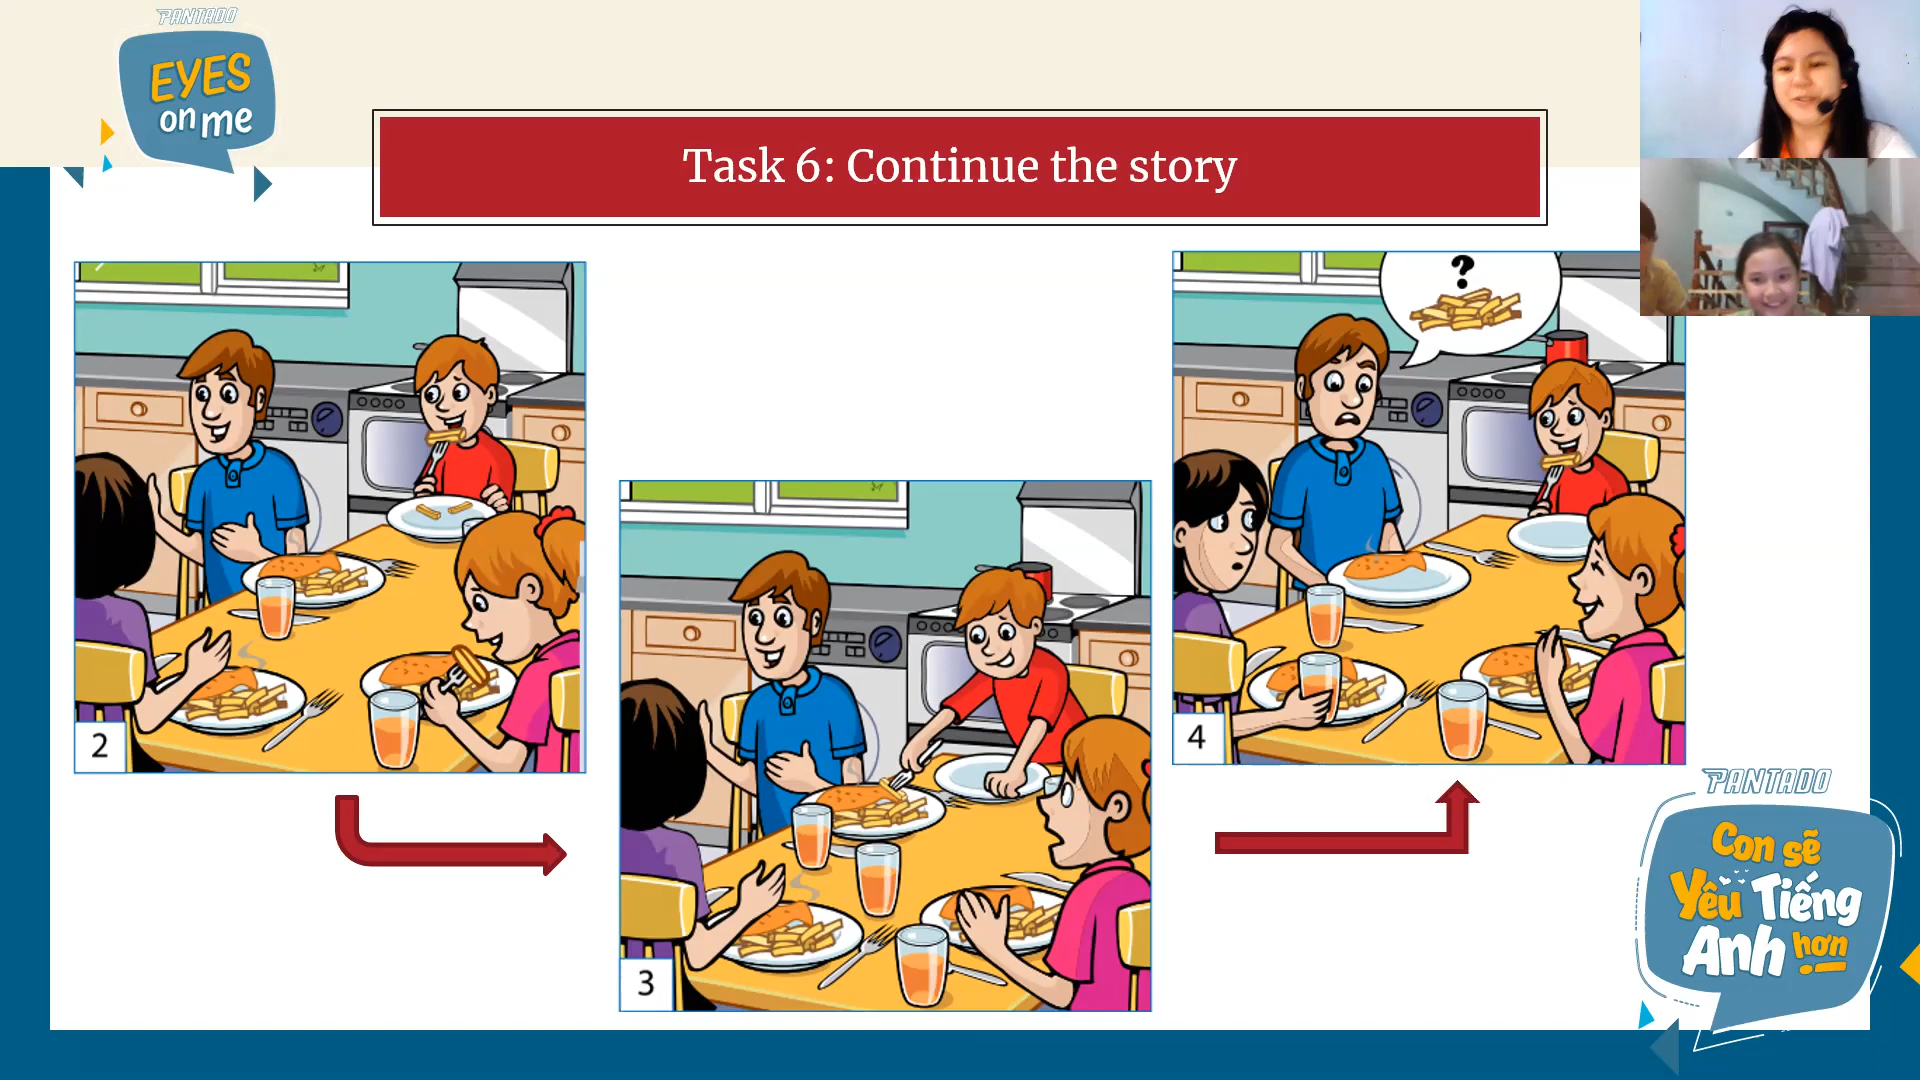 PANTADO
EYES
on me
Task 6: Continue the story
?
2
3
4
PANTADO
Con sẽ
Yêu Tiếng
Anh hơn